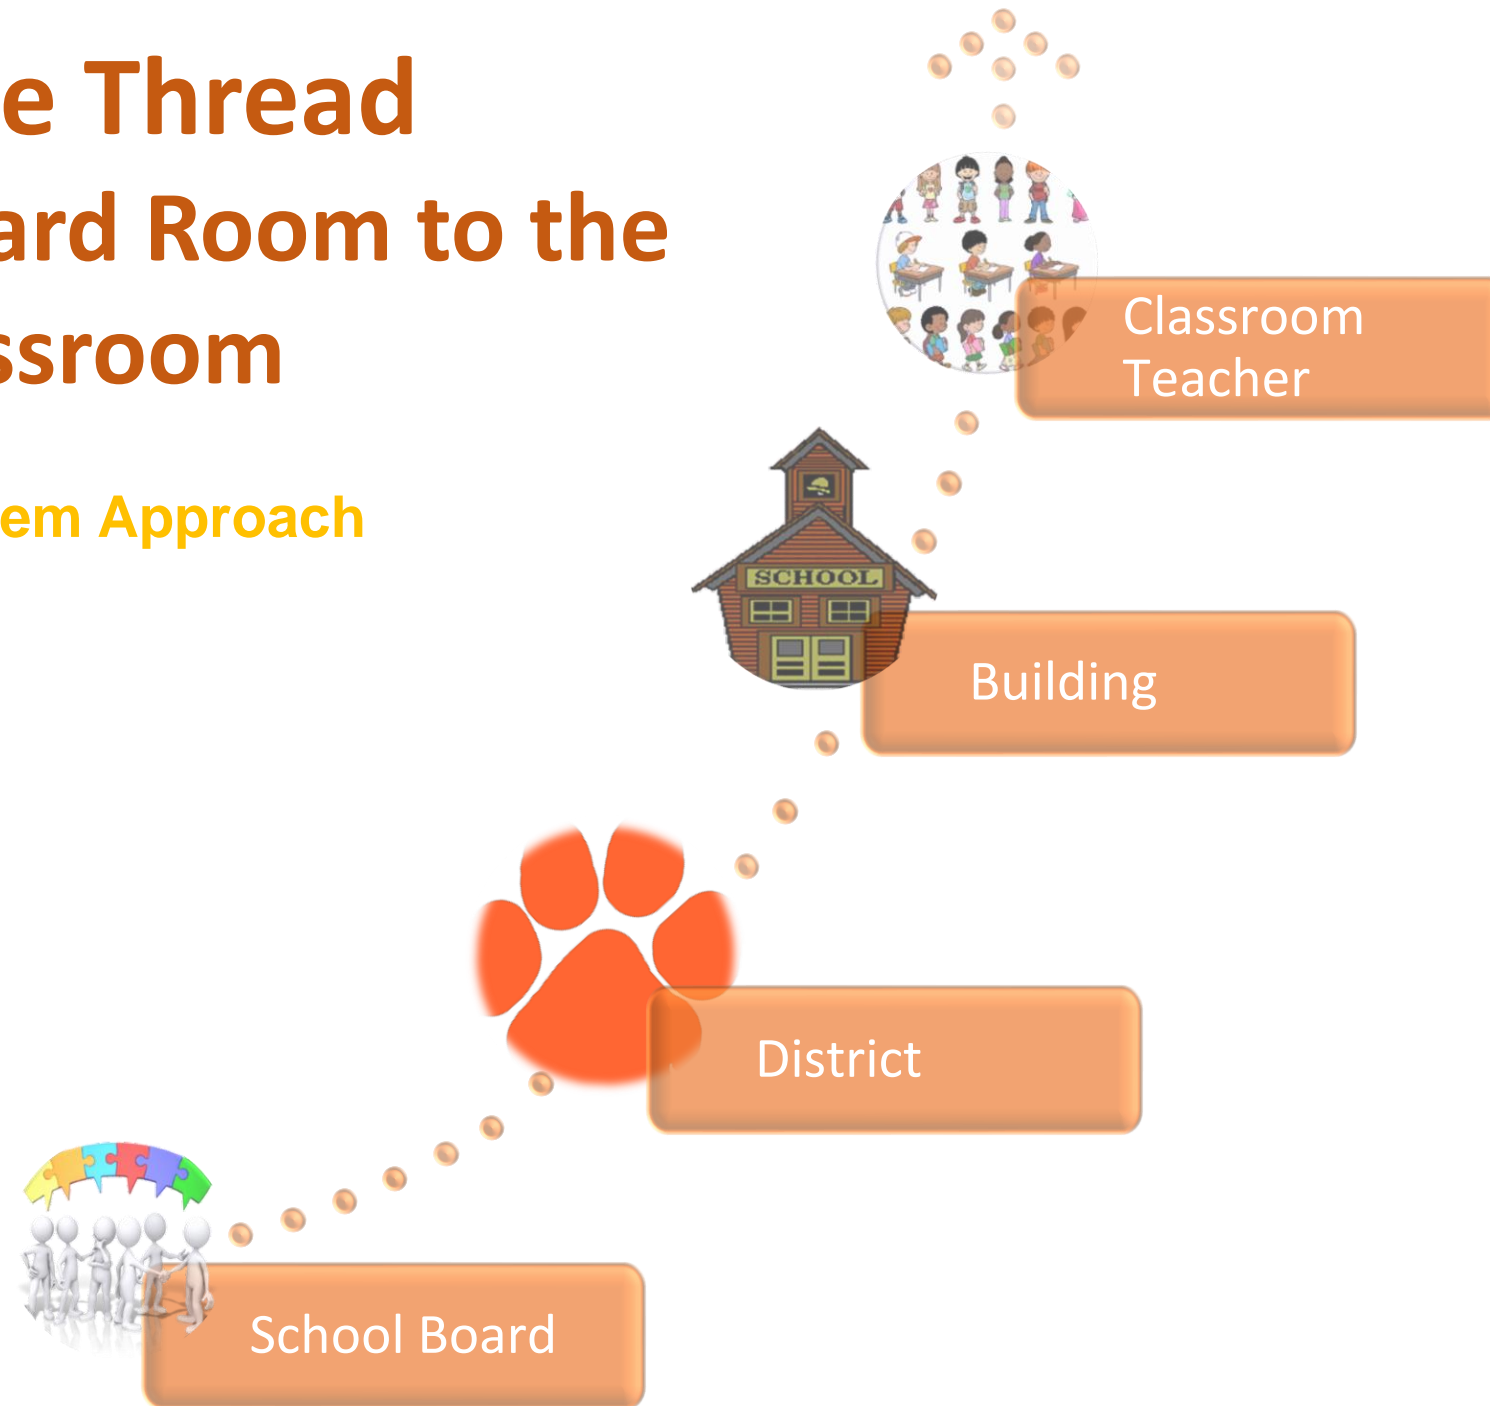 e Thread
ard Room to the
ssroom
em Approach
Classroom
Teacher
SCHOOL
Building
District
School Board